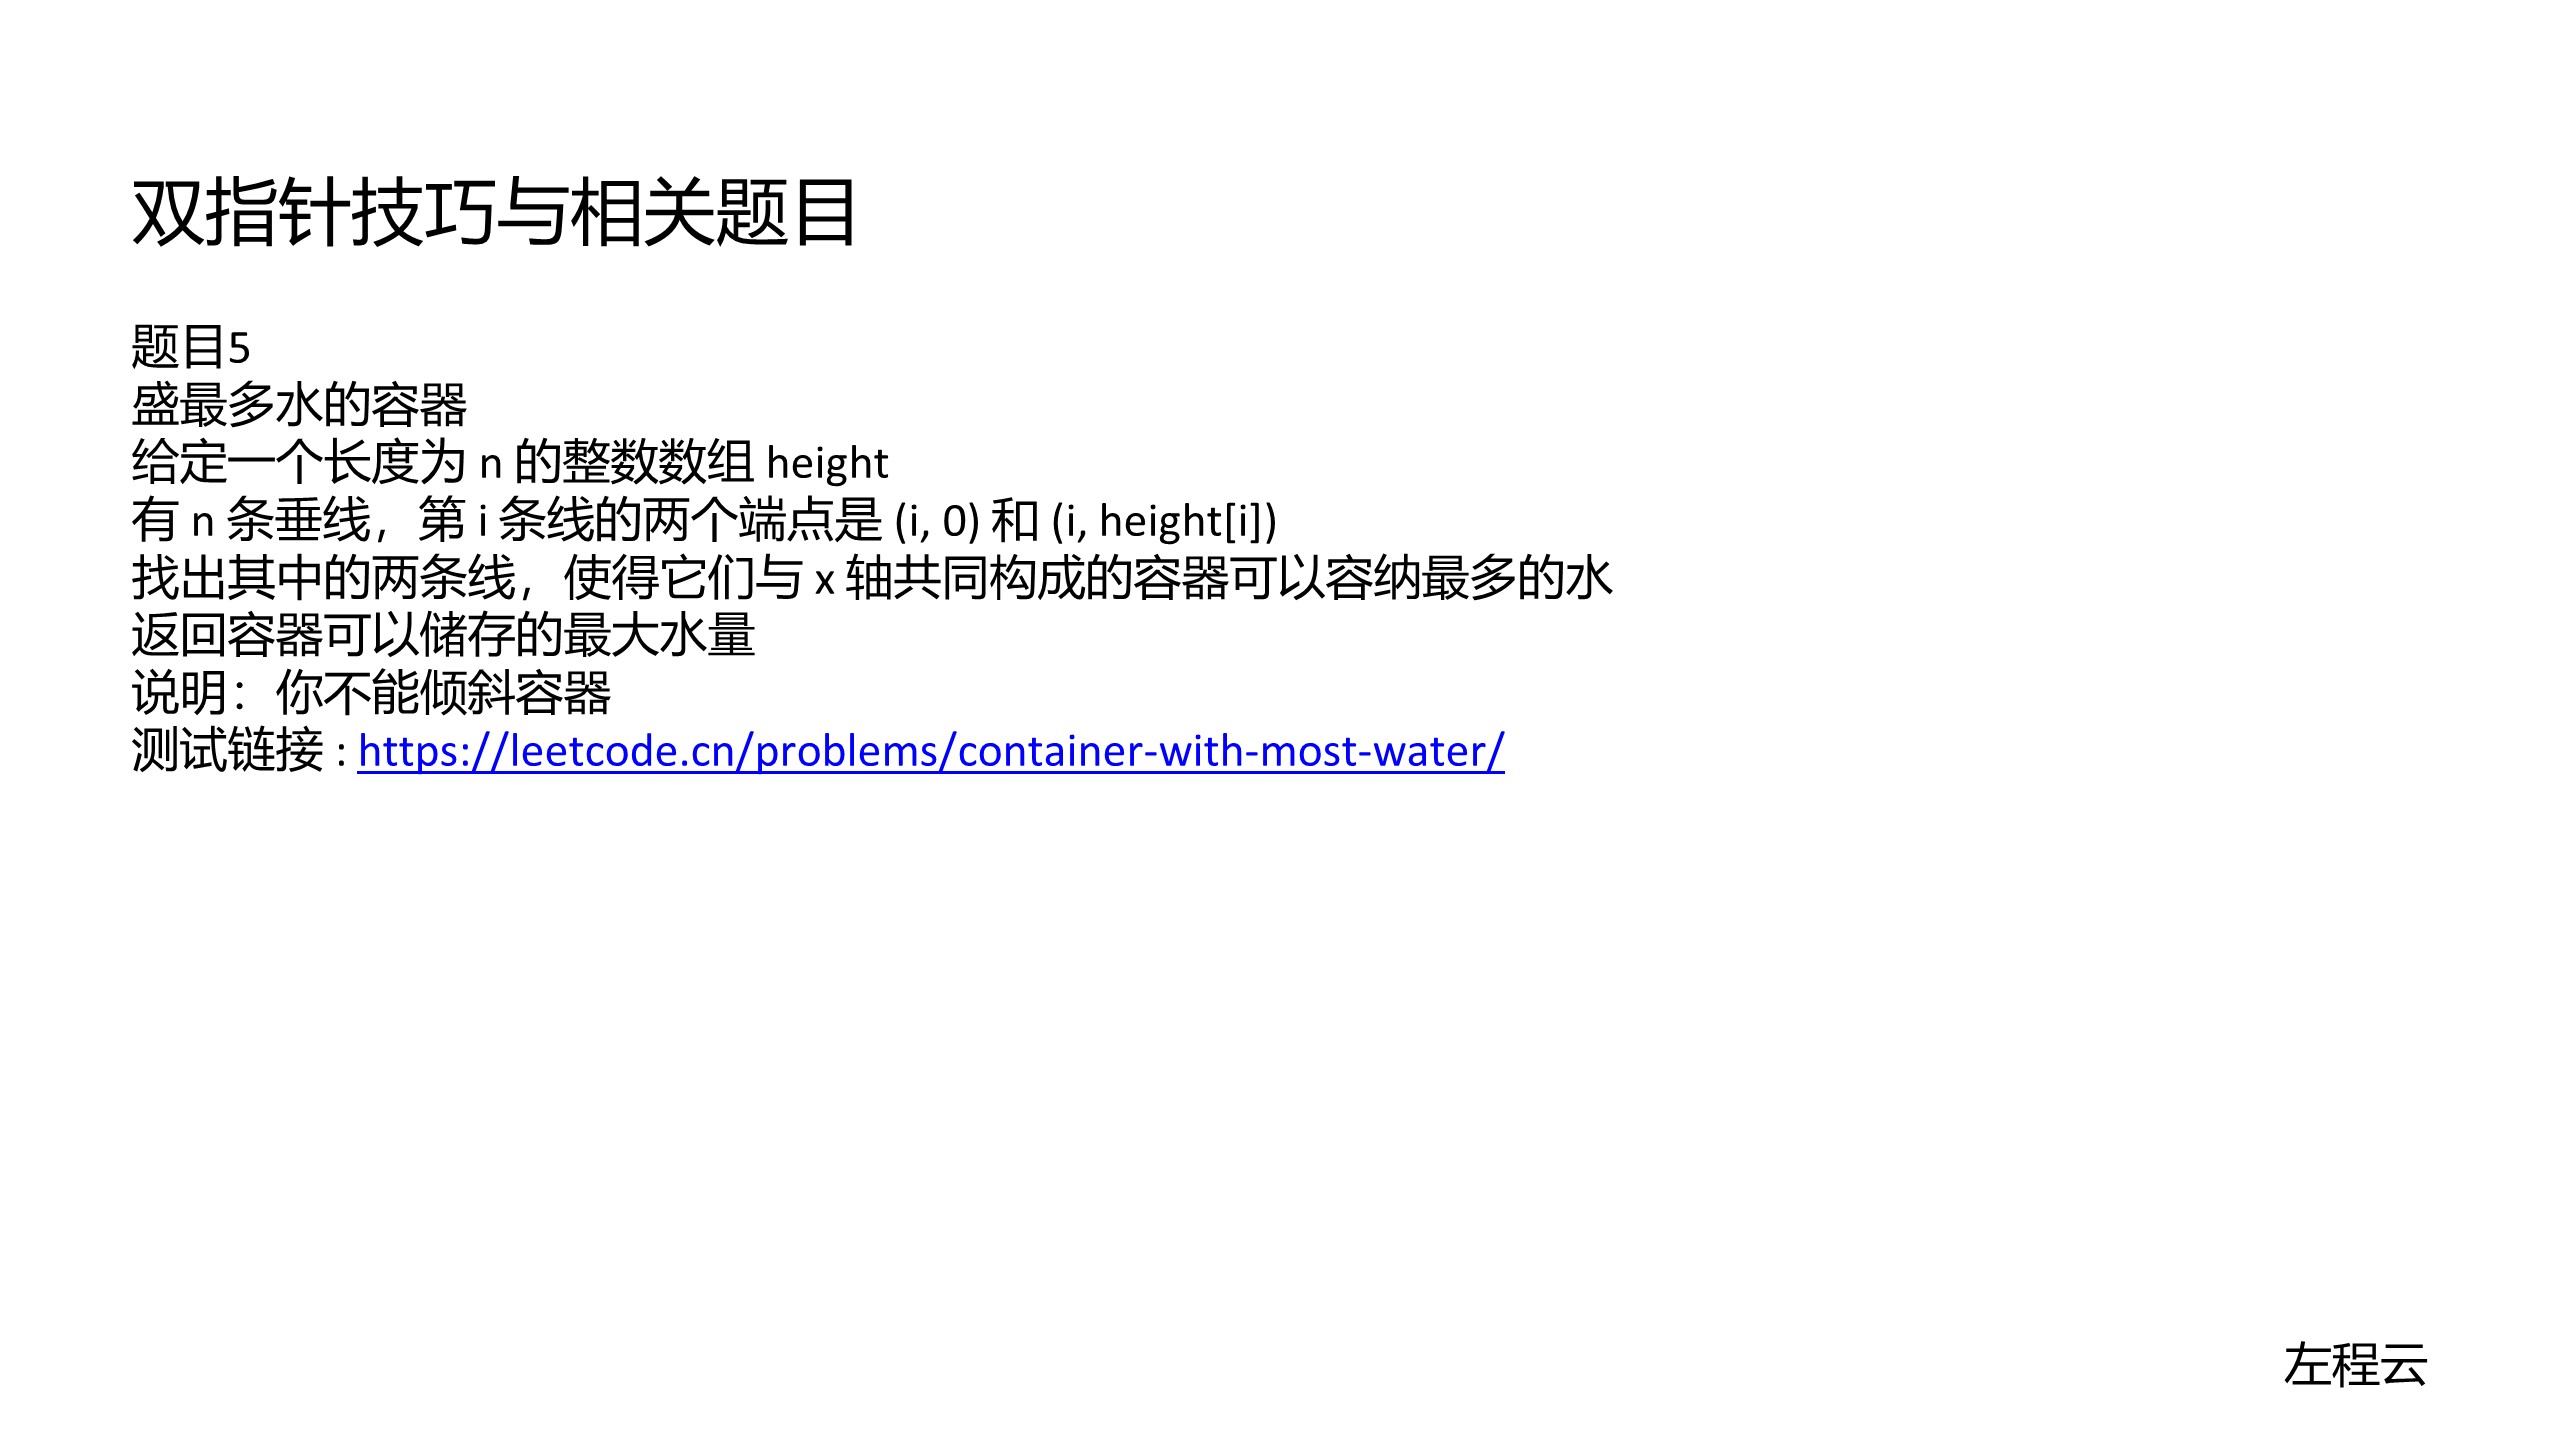 双指针技巧与相关题目
题目5
盛最多水的容器
给定一个长度为 n 的整数数组 height
有 n 条垂线，第 i 条线的两个端点是 (i, 0) 和 (i, height[i])
找出其中的两条线，使得它们与 x 轴共同构成的容器可以容纳最多的水
返回容器可以储存的最大水量
说明：你不能倾斜容器
测试链接 : https://leetcode.cn/problems/container-with-most-water/
左程云